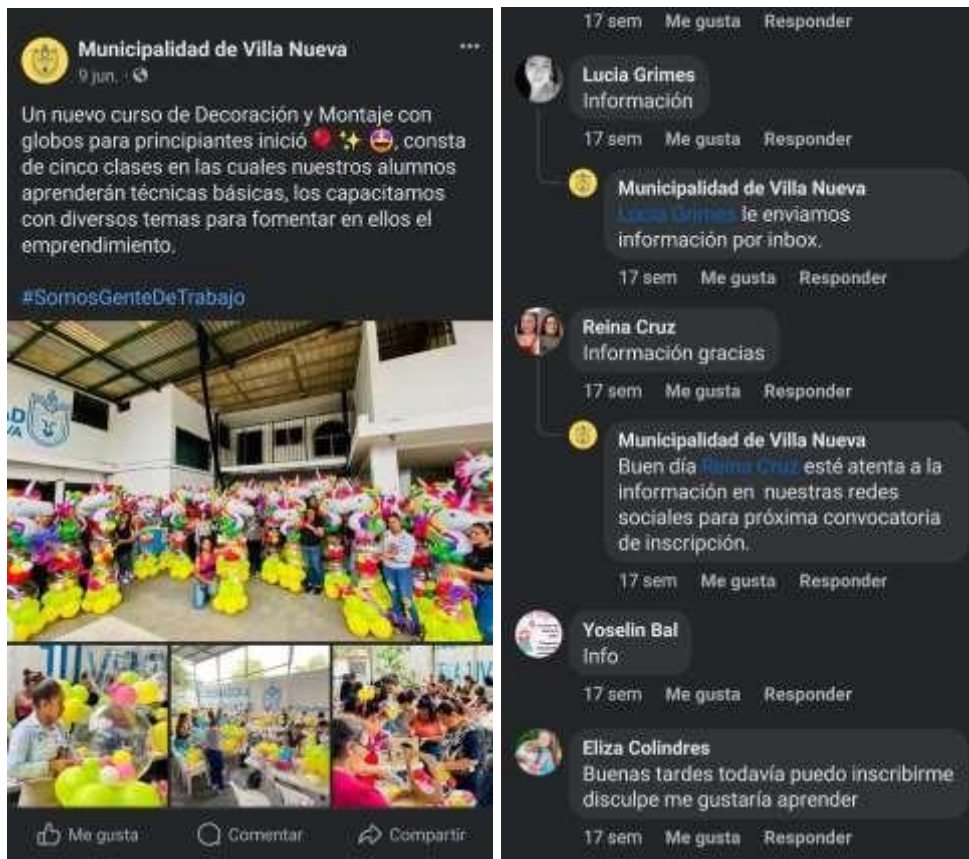 Municipalidad de Villa Nueva
9 jun.
Un nuevo curso de Decoración y Montaje con
globos para principiantes inició 🎈✨🤩, consta
de cinco clases en las cuales nuestros alumnos
aprenderán técnicas básicas, los capacitamos
con diversos temas para fomentar en ellos el
emprendimiento.
#SomosGenteDeTrabajo
Me gusta Comentar Compartir
17 sem Me gusta Responder
Lucia Grimes
Información
17 sem Me gusta Responder
Municipalidad de Villa Nueva
Lucia Grimes le enviamos
información por inbox.
17 sem Me gusta Responder
Reina Cruz
Información gracias
17 sem Me gusta Responder
Municipalidad de Villa Nueva
Buen día Reina Cruz esté atenta a la
información en nuestras redes
sociales para próxima convocatoria
de inscripción.
17 sem Me gusta Responder
Yoselin Bal
Info
17 sem Me gusta Responder
Eliza Colindres
Buenas tardes todavía puedo inscribirme
disculpe me gustaría aprender
17 sem Me gusta Responder